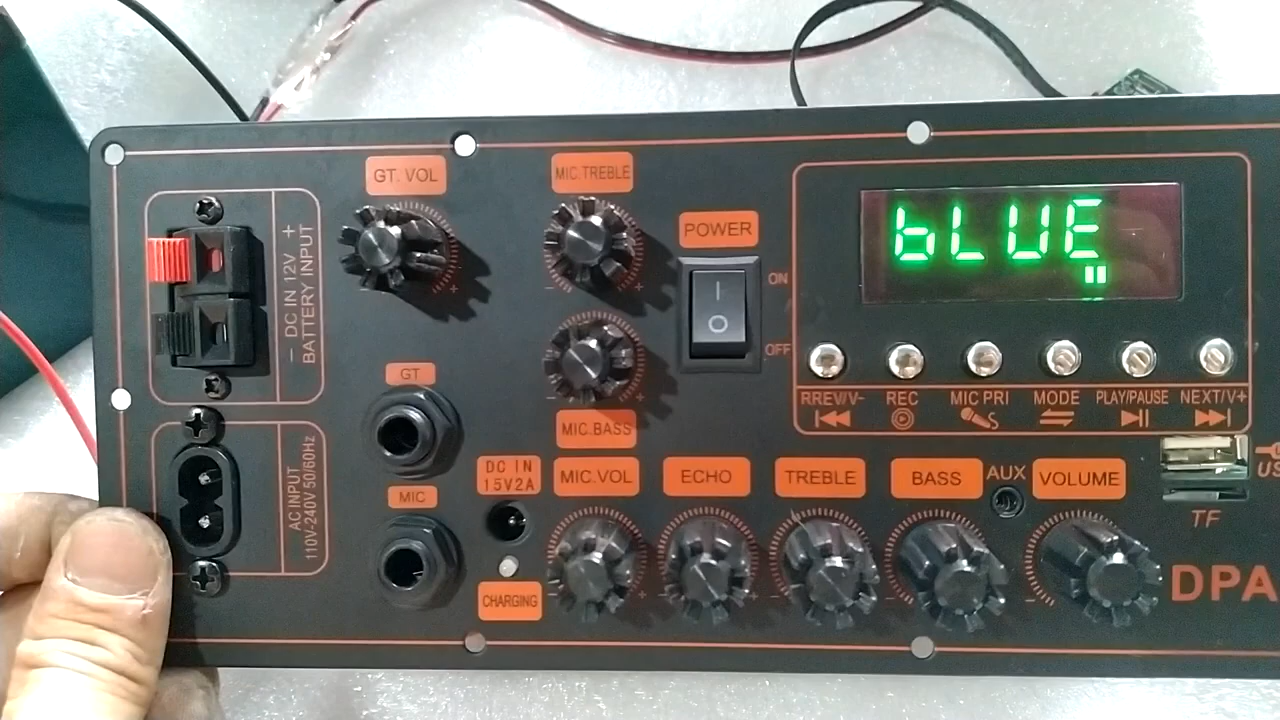 GT. VOL
MIC.TREBLE
POWER
bLUE
ON
OFF
+
DC IN 12V
−
BATTERY INPUT
RREW/V-
REC
MIC PRI
MODE
PLAY/PAUSE
NEXT/V+
GT
MIC.BASS
DC IN
15V2A
MIC.VOL
ECHO
TREBLE
BASS
AUX
VOLUME
AC INPUT
110V-240V 50/60Hz
MIC
TF
CHARGING
DPA